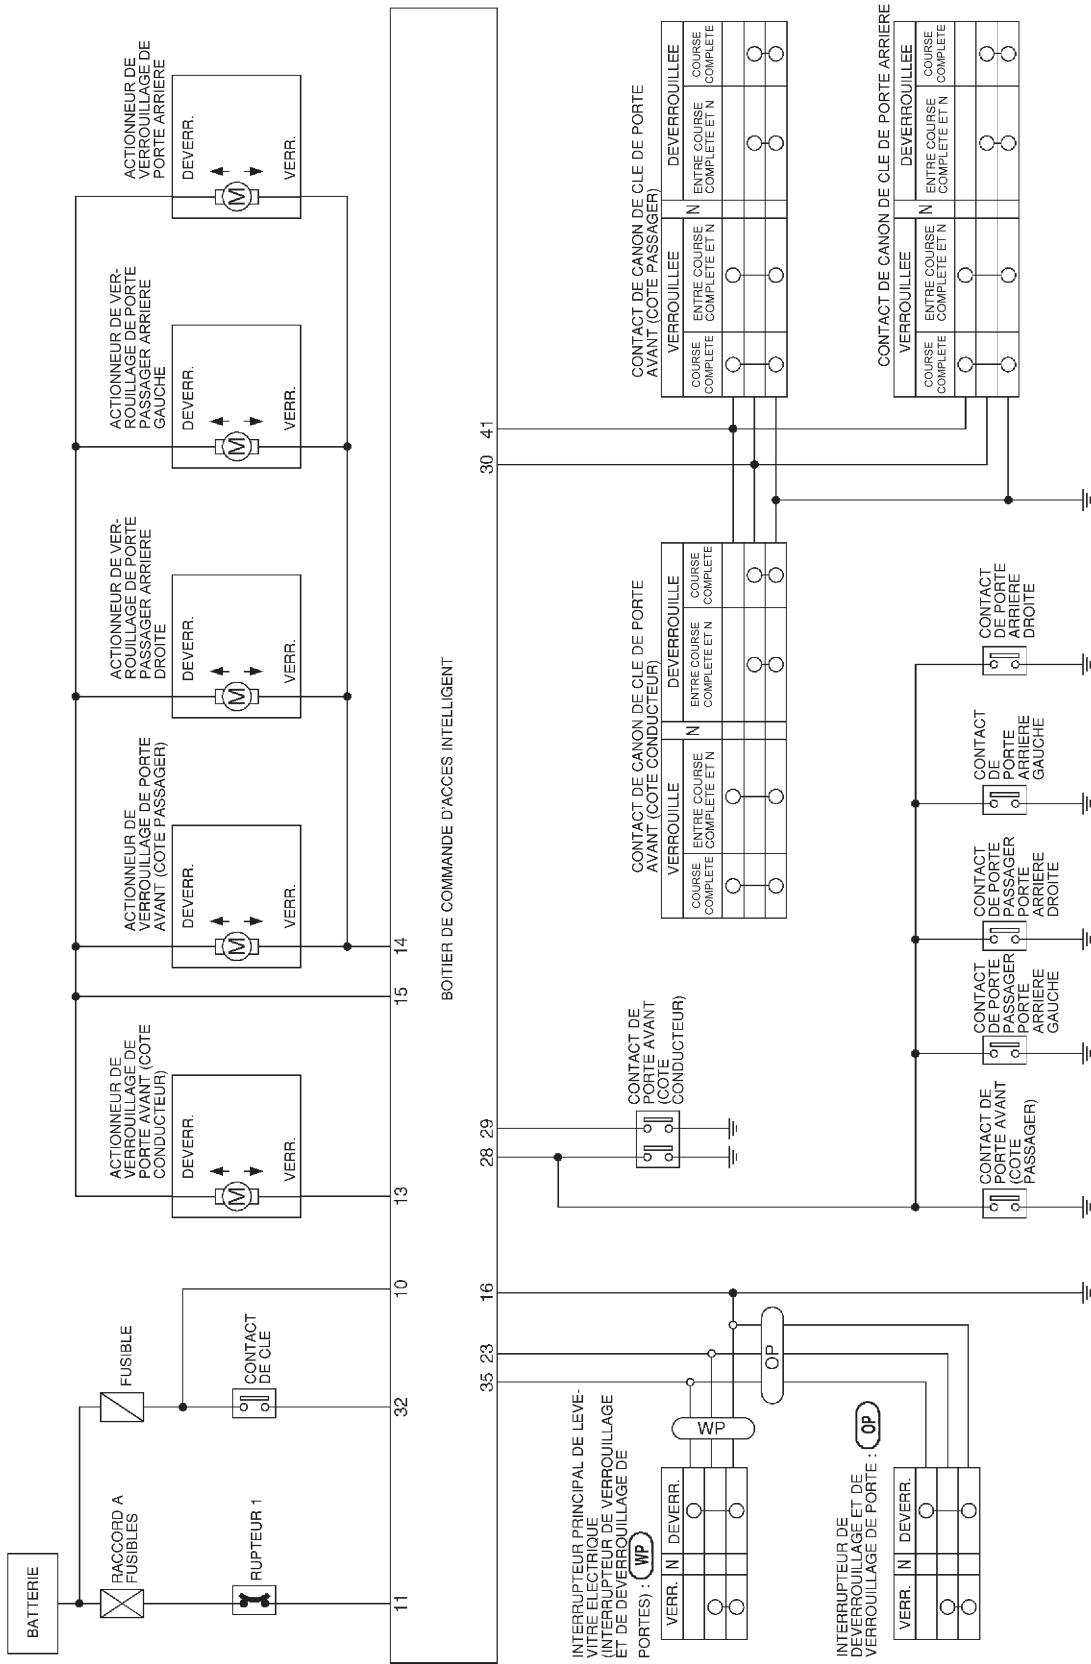 BATTERIE
RACCORD A
FUSIBLES
FUSIBLE
RUPTEUR 1
CONTACT
DE CLE
ACTIONNEUR DE
VERROUILLAGE DE
PORTE AVANT (COTE
CONDUCTEUR)
DEVERR.
M
VERR.
ACTIONNEUR DE
VERROUILLAGE DE PORTE
AVANT (COTE PASSAGER)
DEVERR.
M
VERR.
ACTIONNEUR DE VER-
ROUILLAGE DE PORTE
PASSAGER ARRIERE
DROITE
DEVERR.
M
VERR.
ACTIONNEUR DE VER-
ROUILLAGE DE PORTE
PASSAGER ARRIERE
GAUCHE
DEVERR.
M
VERR.
ACTIONNEUR DE
VERROUILLAGE DE
PORTE ARRIERE
DEVERR.
M
VERR.
11
32
10
13
15
14
BOITIER DE COMMANDE D'ACCES INTELLIGENT
35
23
16
28
29
30
41
INTERRUPTEUR PRINCIPAL DE LEVE-
VITRE ELECTRIQUE
(INTERRUPTEUR DE VERROUILLAGE
ET DE DEVERROUILLAGE DE
PORTES) : WP
VERR.
N
DEVERR.
WP
OP
INTERRUPTEUR DE
DEVERROUILLAGE ET DE
VERROUILLAGE DE PORTE : OP
VERR.
N
DEVERR.
CONTACT DE
PORTE AVANT
(COTE
CONDUCTEUR)
CONTACT DE CANON DE CLE DE PORTE
AVANT (COTE CONDUCTEUR)
VERROUILLE
N
DEVERROUILLE
COURSE
COMPLETE
ENTRE COURSE
COMPLETE ET N
ENTRE COURSE
COMPLETE ET N
COURSE
COMPLETE
CONTACT DE CANON DE CLE DE PORTE
AVANT (COTE PASSAGER)
VERROUILLEE
N
DEVERROUILLEE
COURSE
COMPLETE
ENTRE COURSE
COMPLETE ET N
ENTRE COURSE
COMPLETE ET N
COURSE
COMPLETE
CONTACT DE CANON DE CLE DE PORTE ARRIERE
VERROUILLEE
N
DEVERROUILLEE
COURSE
COMPLETE
ENTRE COURSE
COMPLETE ET N
ENTRE COURSE
COMPLETE ET N
COURSE
COMPLETE
CONTACT DE
PORTE AVANT
(COTE
PASSAGER)
CONTACT
DE PORTE
PASSAGER
PORTE
ARRIERE
GAUCHE
CONTACT
DE PORTE
PASSAGER
PORTE
ARRIERE
DROITE
CONTACT
DE
PORTE
ARRIERE
GAUCHE
CONTACT
DE PORTE
ARRIERE
DROITE